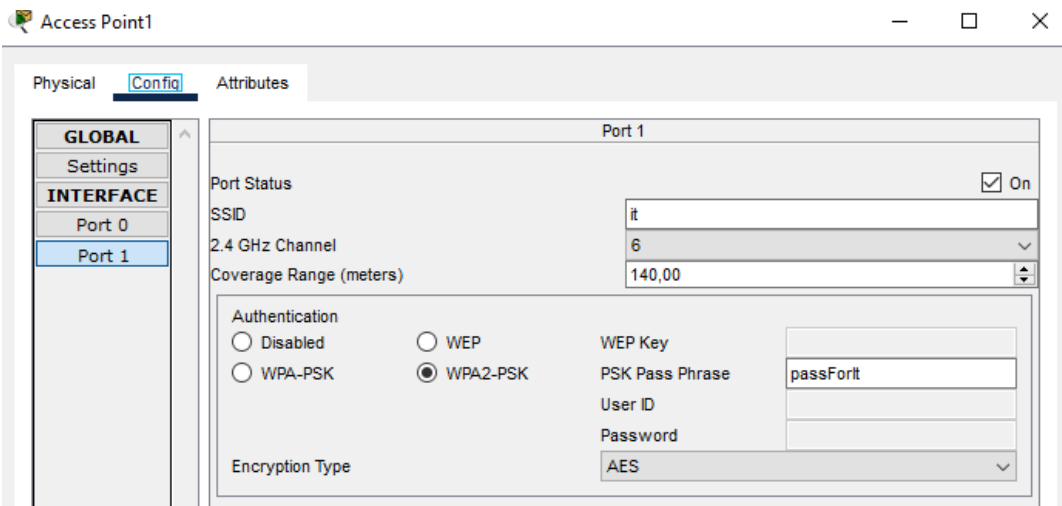 Access Point1
Physical Config Attributes
GLOBAL
Settings
INTERFACE
Port 0
Port 1
Port 1
Port Status On
SSID it
2.4 GHz Channel 6
Coverage Range (meters) 140,00
Authentication
Disabled WEP WEP Key
WPA-PSK WPA2-PSK PSK Pass Phrase passForIt
User ID
Password
Encryption Type AES